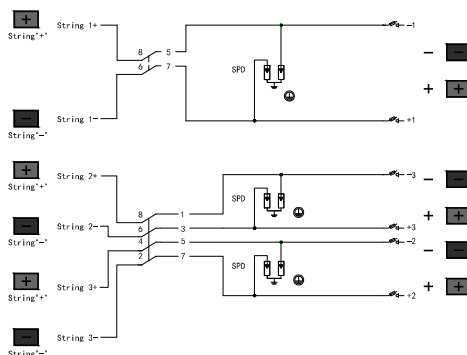 +
String"+"
String 1+
8
5
6
7
SPD
-1
- -
+ +
+1
-
String"-"
String 1-
+
String"+"
String 2+
-
String"-"
String 2-
8
1
6
3
4
5
2
7
SPD
-3
- -
+ +
+3
-2
- -
SPD
+ +
+2
+
String"+"
String 3+
-
String"-"
String 3-